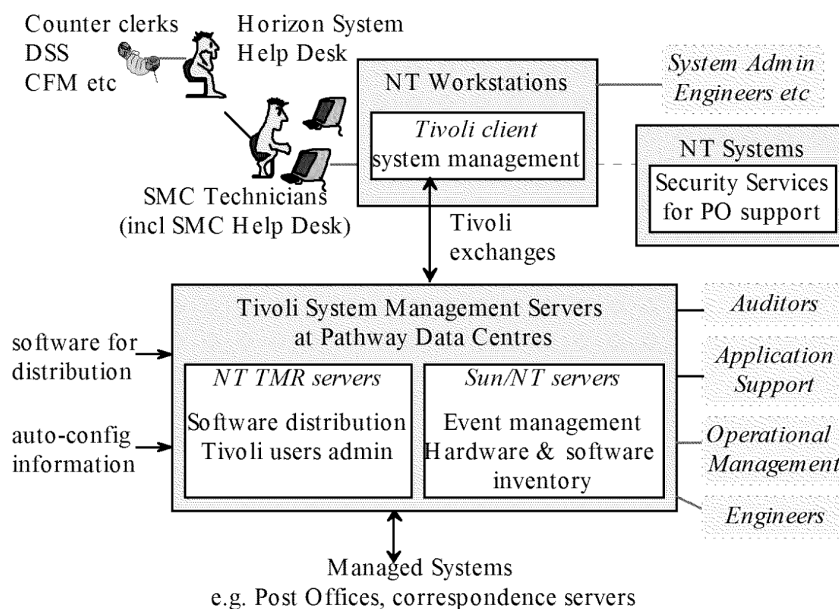 Counter clerks
DSS
CFM etc
Horizon System
Help Desk
NT Workstations
Tivoli client
system management
System Admin
Engineers etc
NT Systems
Security Services
for PO support
SMC Technicians
(incl SMC Help Desk)
Tivoli
exchanges
Tivoli System Management Servers
at Pathway Data Centres
software for
distribution
auto-config
information
NT TMR servers
Software distribution
Tivoli users admin
Sun/NT servers
Event management
Hardware & software
inventory
Auditors
Application
Support
Operational
Management
Engineers
Managed Systems
e.g. Post Offices, correspondence servers